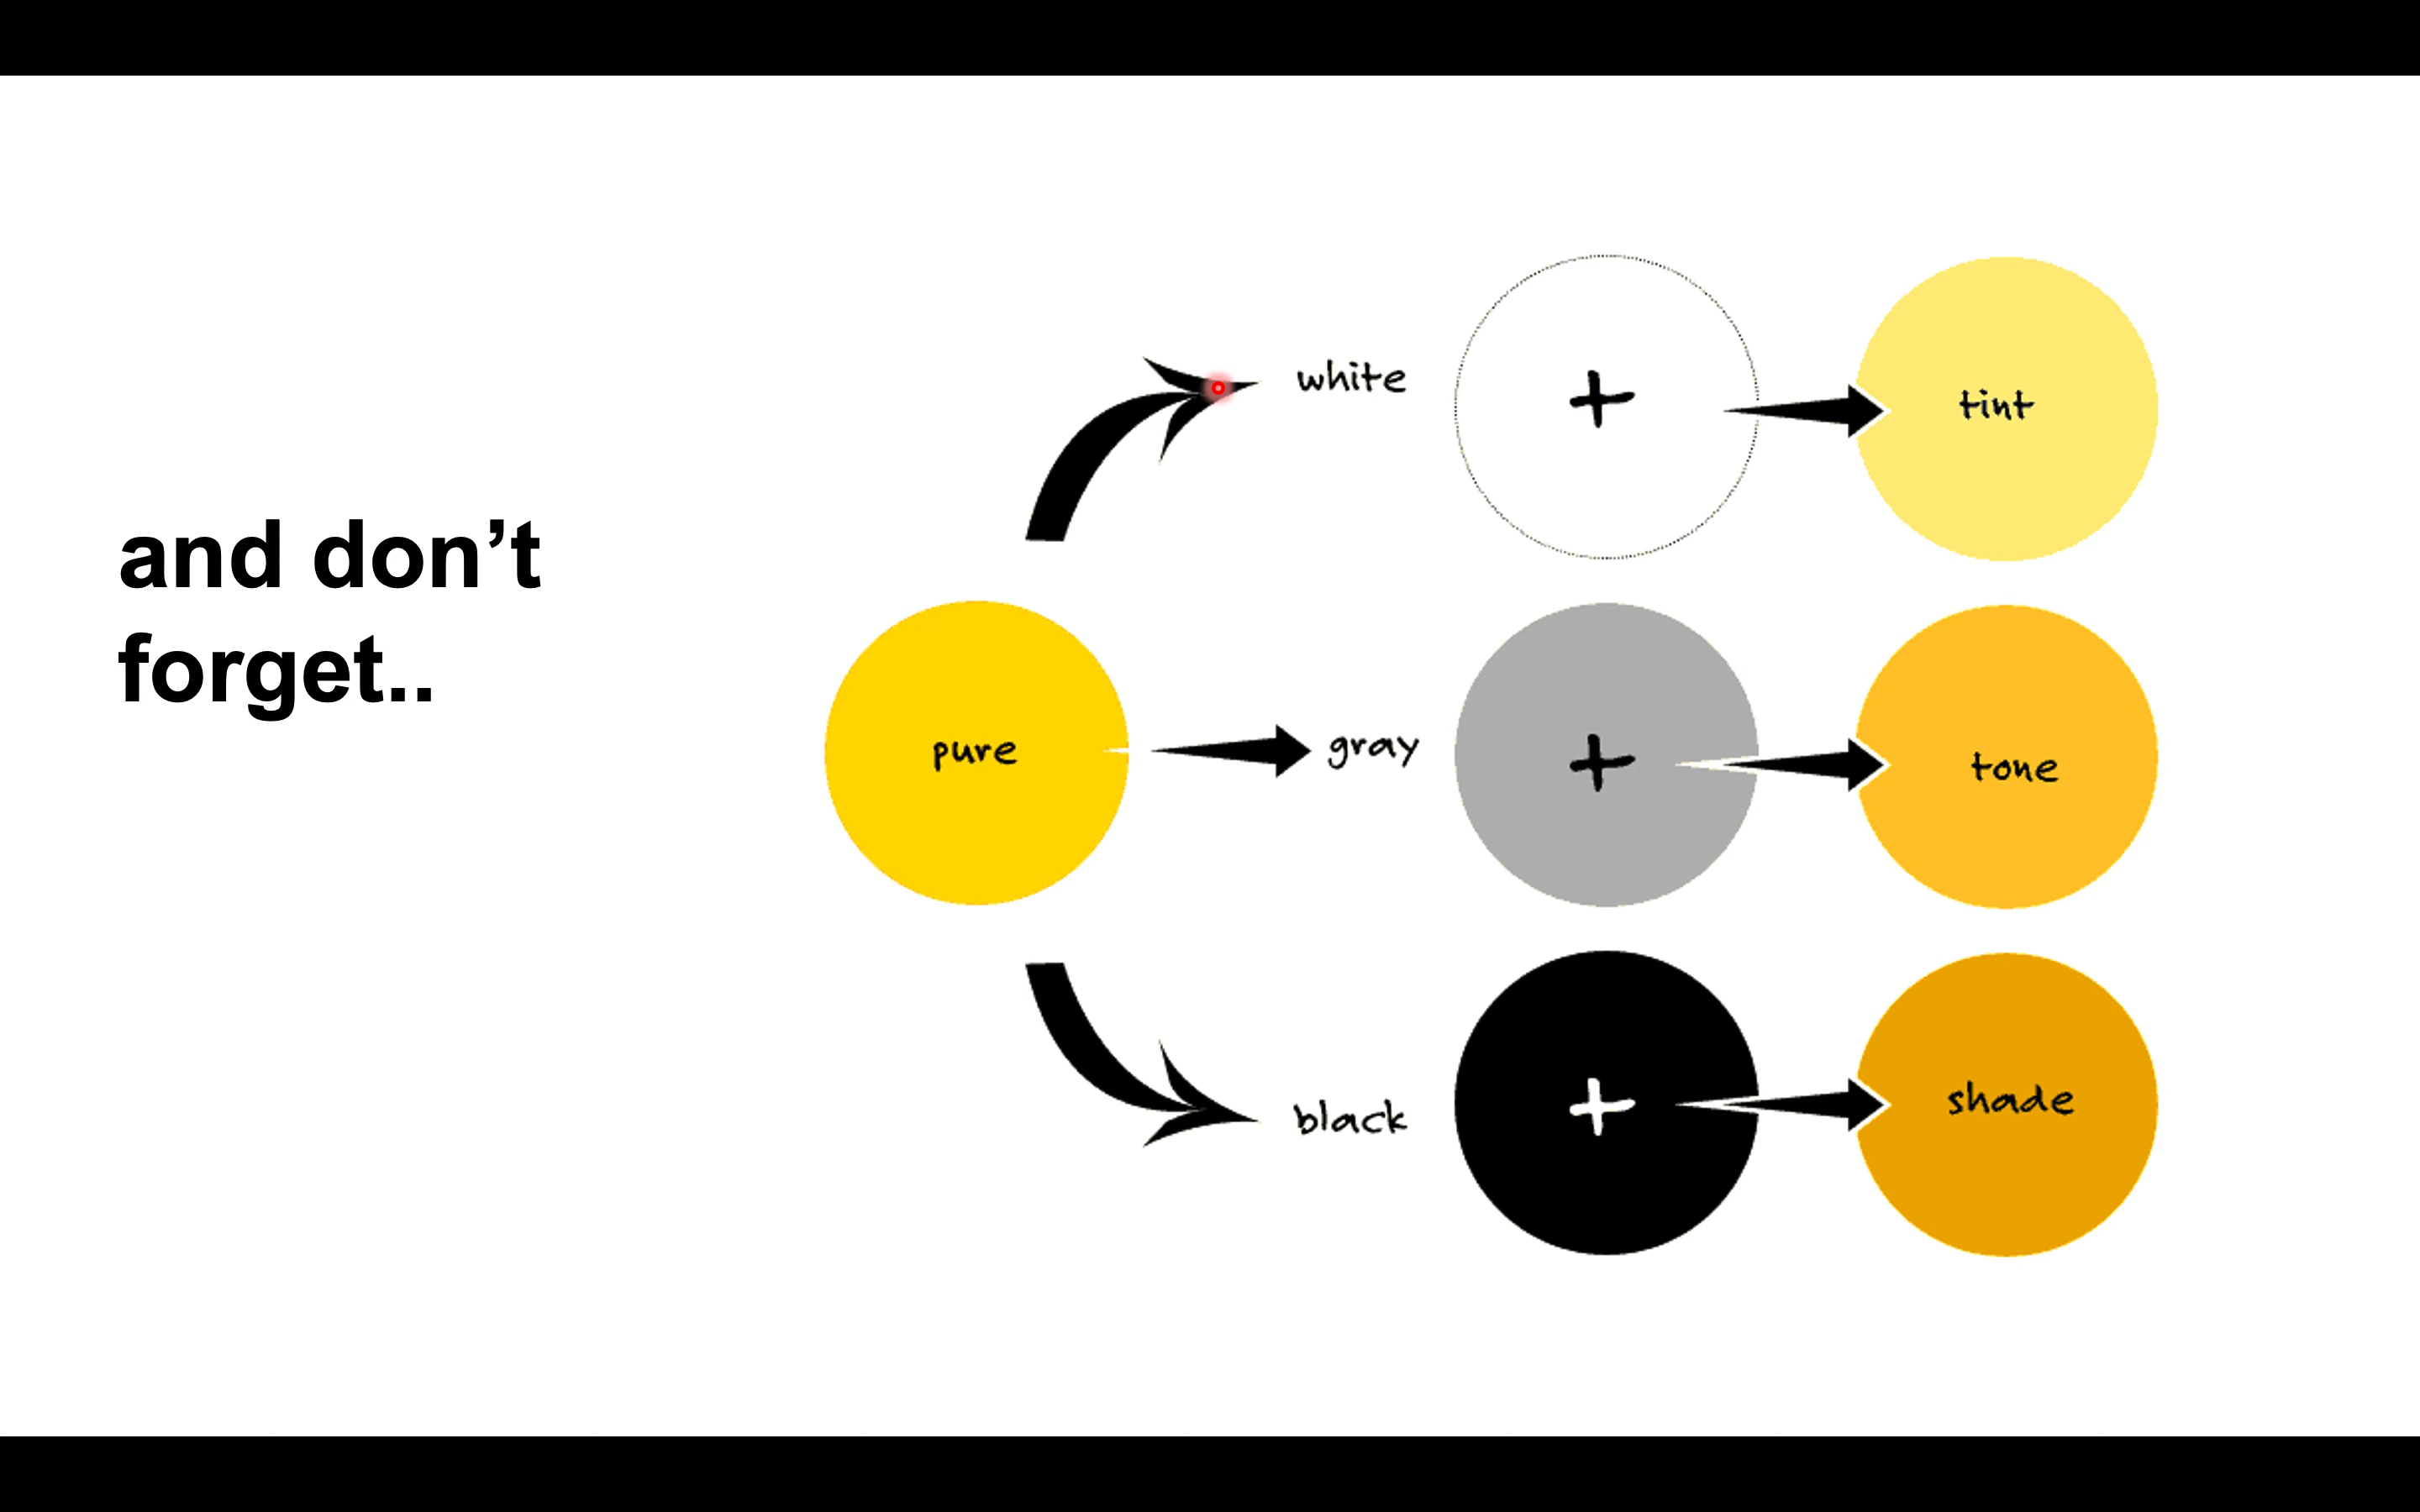 and don’t
forget..
white
+
tint
pure
gray
+
tone
black
+
shade